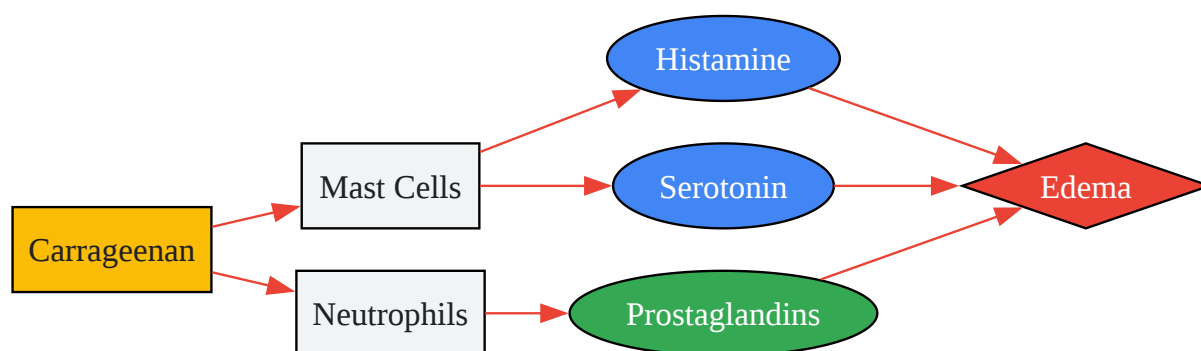 Carrageenan
Mast Cells
Neutrophils
Histamine
Serotonin
Prostaglandins
Edema